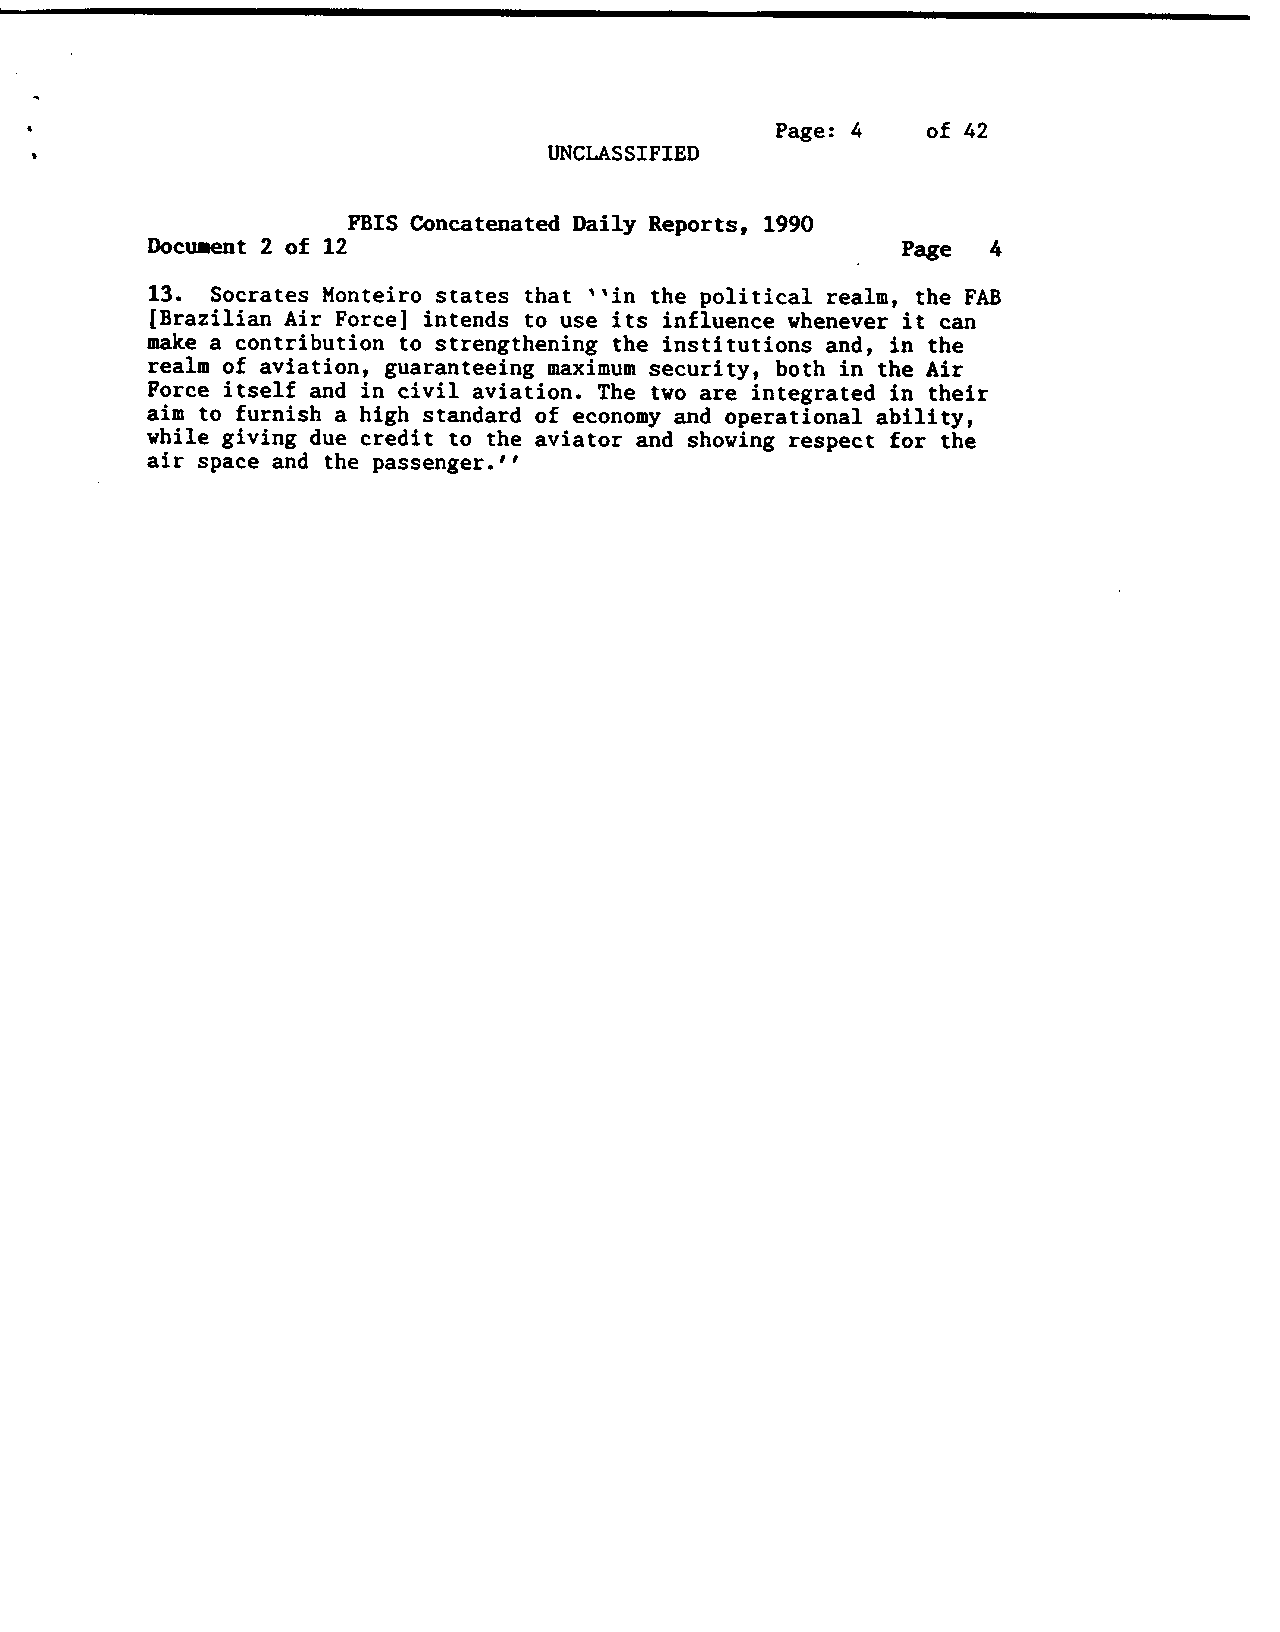 Page: 4 of 42
UNCLASSIFIED
FBIS Concatenated Daily Reports, 1990
Document 2 of 12 Page 4
13. Socrates Monteiro states that ``in the political realm, the FAB
[Brazilian Air Force] intends to use its influence whenever it can
make a contribution to strengthening the institutions and, in the
realm of aviation, guaranteeing maximum security, both in the Air
Force itself and in civil aviation. The two are integrated in their
aim to furnish a high standard of economy and operational ability,
while giving due credit to the aviator and showing respect for the
air space and the passenger.''